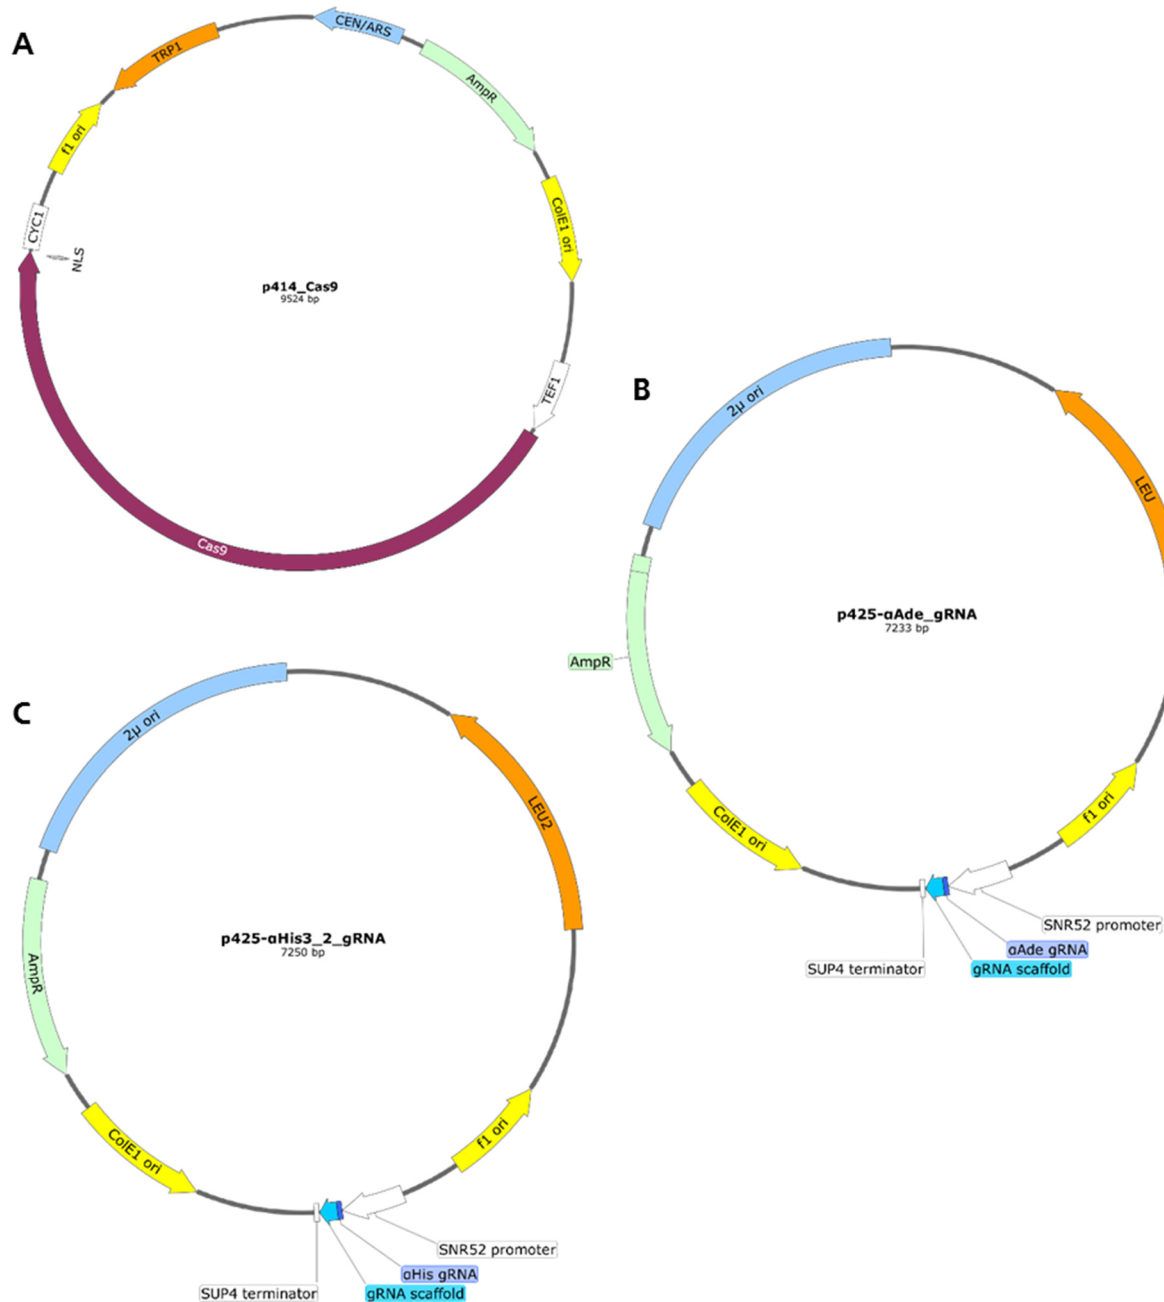 A
CEN/ARS
TRP1
AmpR
f1 ori
ColE1 ori
CYC1
NLS
p414_Cas9
9524 bp
TEF1
Cas9
B
2µ ori
LEU
p425-αAde_gRNA
7233 bp
AmpR
ColE1 ori
f1 ori
SNR52 promoter
αAde gRNA
SUP4 terminator
gRNA scaffold
C
2µ ori
LEU2
p425-αHis3_2_gRNA
7250 bp
AmpR
ColE1 ori
f1 ori
SNR52 promoter
αHis gRNA
SUP4 terminator
gRNA scaffold